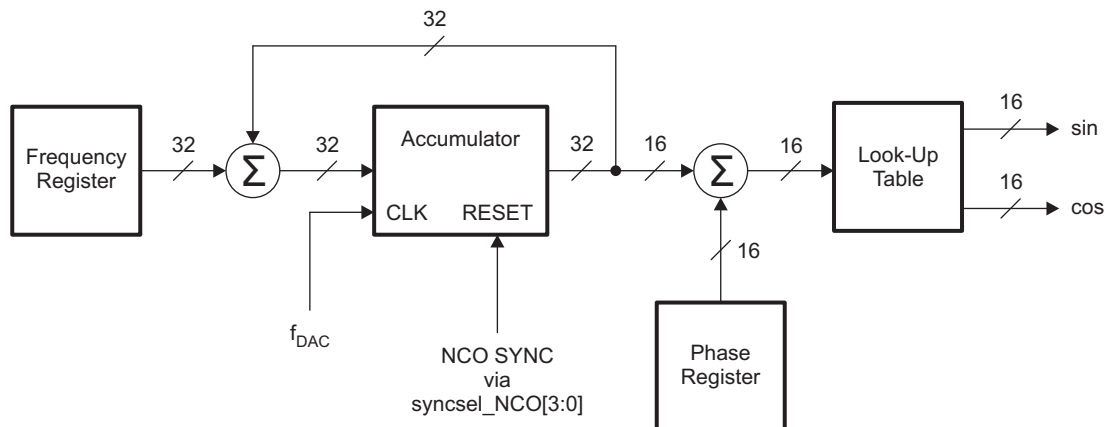 32
16
Accumulator
sin
32
32
32
16
16
Frequency
Register
Σ
Σ
Look-Up
Table
16
CLK
RESET
cos
16
f_DAC
NCO SYNC
via
syncsel_NCO[3:0]
Phase
Register